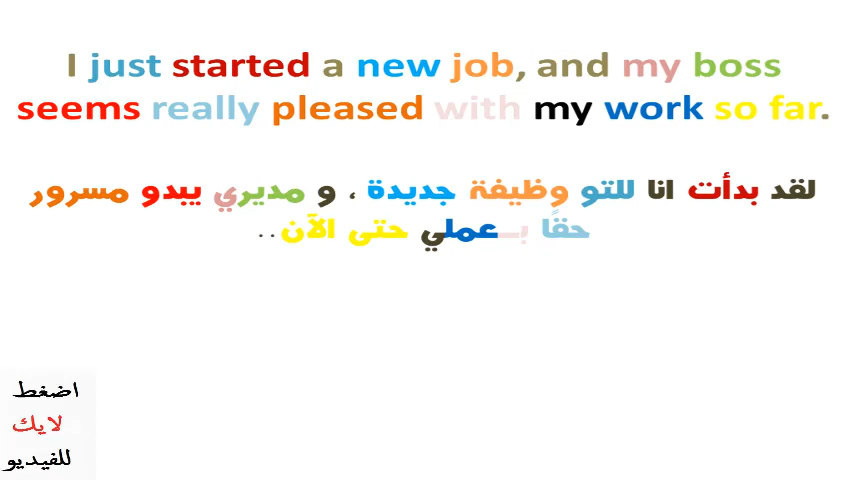 I just started a new job, and my boss
seems really pleased with my work so far.
لقد بدأت انا للتو وظيفة جديدة ، و مديري يبدو مسرور
حقًا بــعملي حتى الآن..
اضغط
لايك
للفيديو